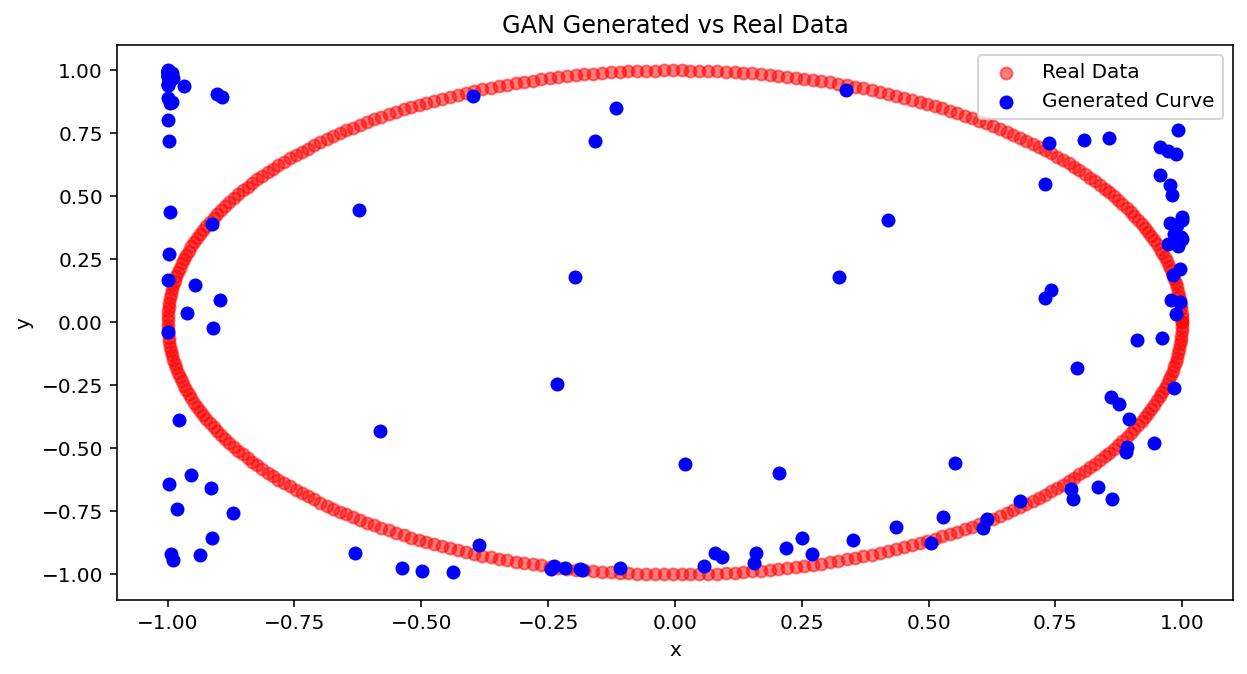 GAN Generated vs Real Data
Real Data
Generated Curve
1.00
0.75
0.50
0.25
0.00
−0.25
−0.50
−0.75
−1.00
y
−1.00 −0.75 −0.50 −0.25 0.00 0.25 0.50 0.75 1.00
x